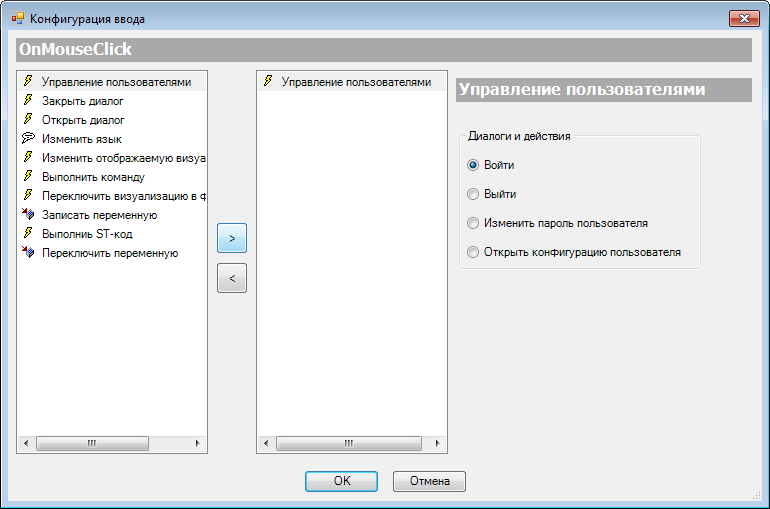 Конфигурация ввода
OnMouseClick
Управление пользователями
Закрыть диалог
Открыть диалог
Изменить язык
Изменить отображаемую визуа
Выполнить команду
Переключить визуализацию в ф
Записать переменную
Выполниь ST-код
Переключить переменную
>
<
Управление пользователями
Управление пользователями
Диалоги и действия
Войти
Выйти
Изменить пароль пользователя
Открыть конфигурацию пользователя
OK
Отмена